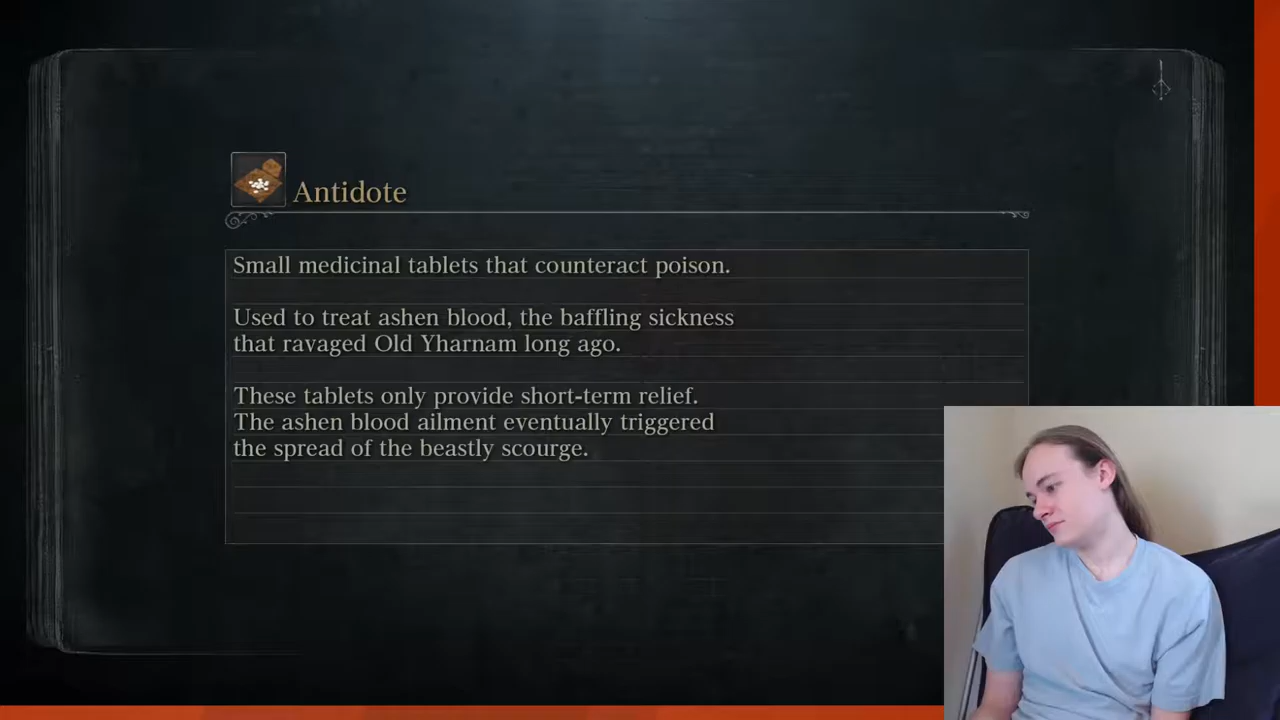 Antidote
Small medicinal tablets that counteract poison.
Used to treat ashen blood, the baffling sickness
that ravaged Old Yharnam long ago.
These tablets only provide short-term relief.
The ashen blood ailment eventually triggered
the spread of the beastly scourge.